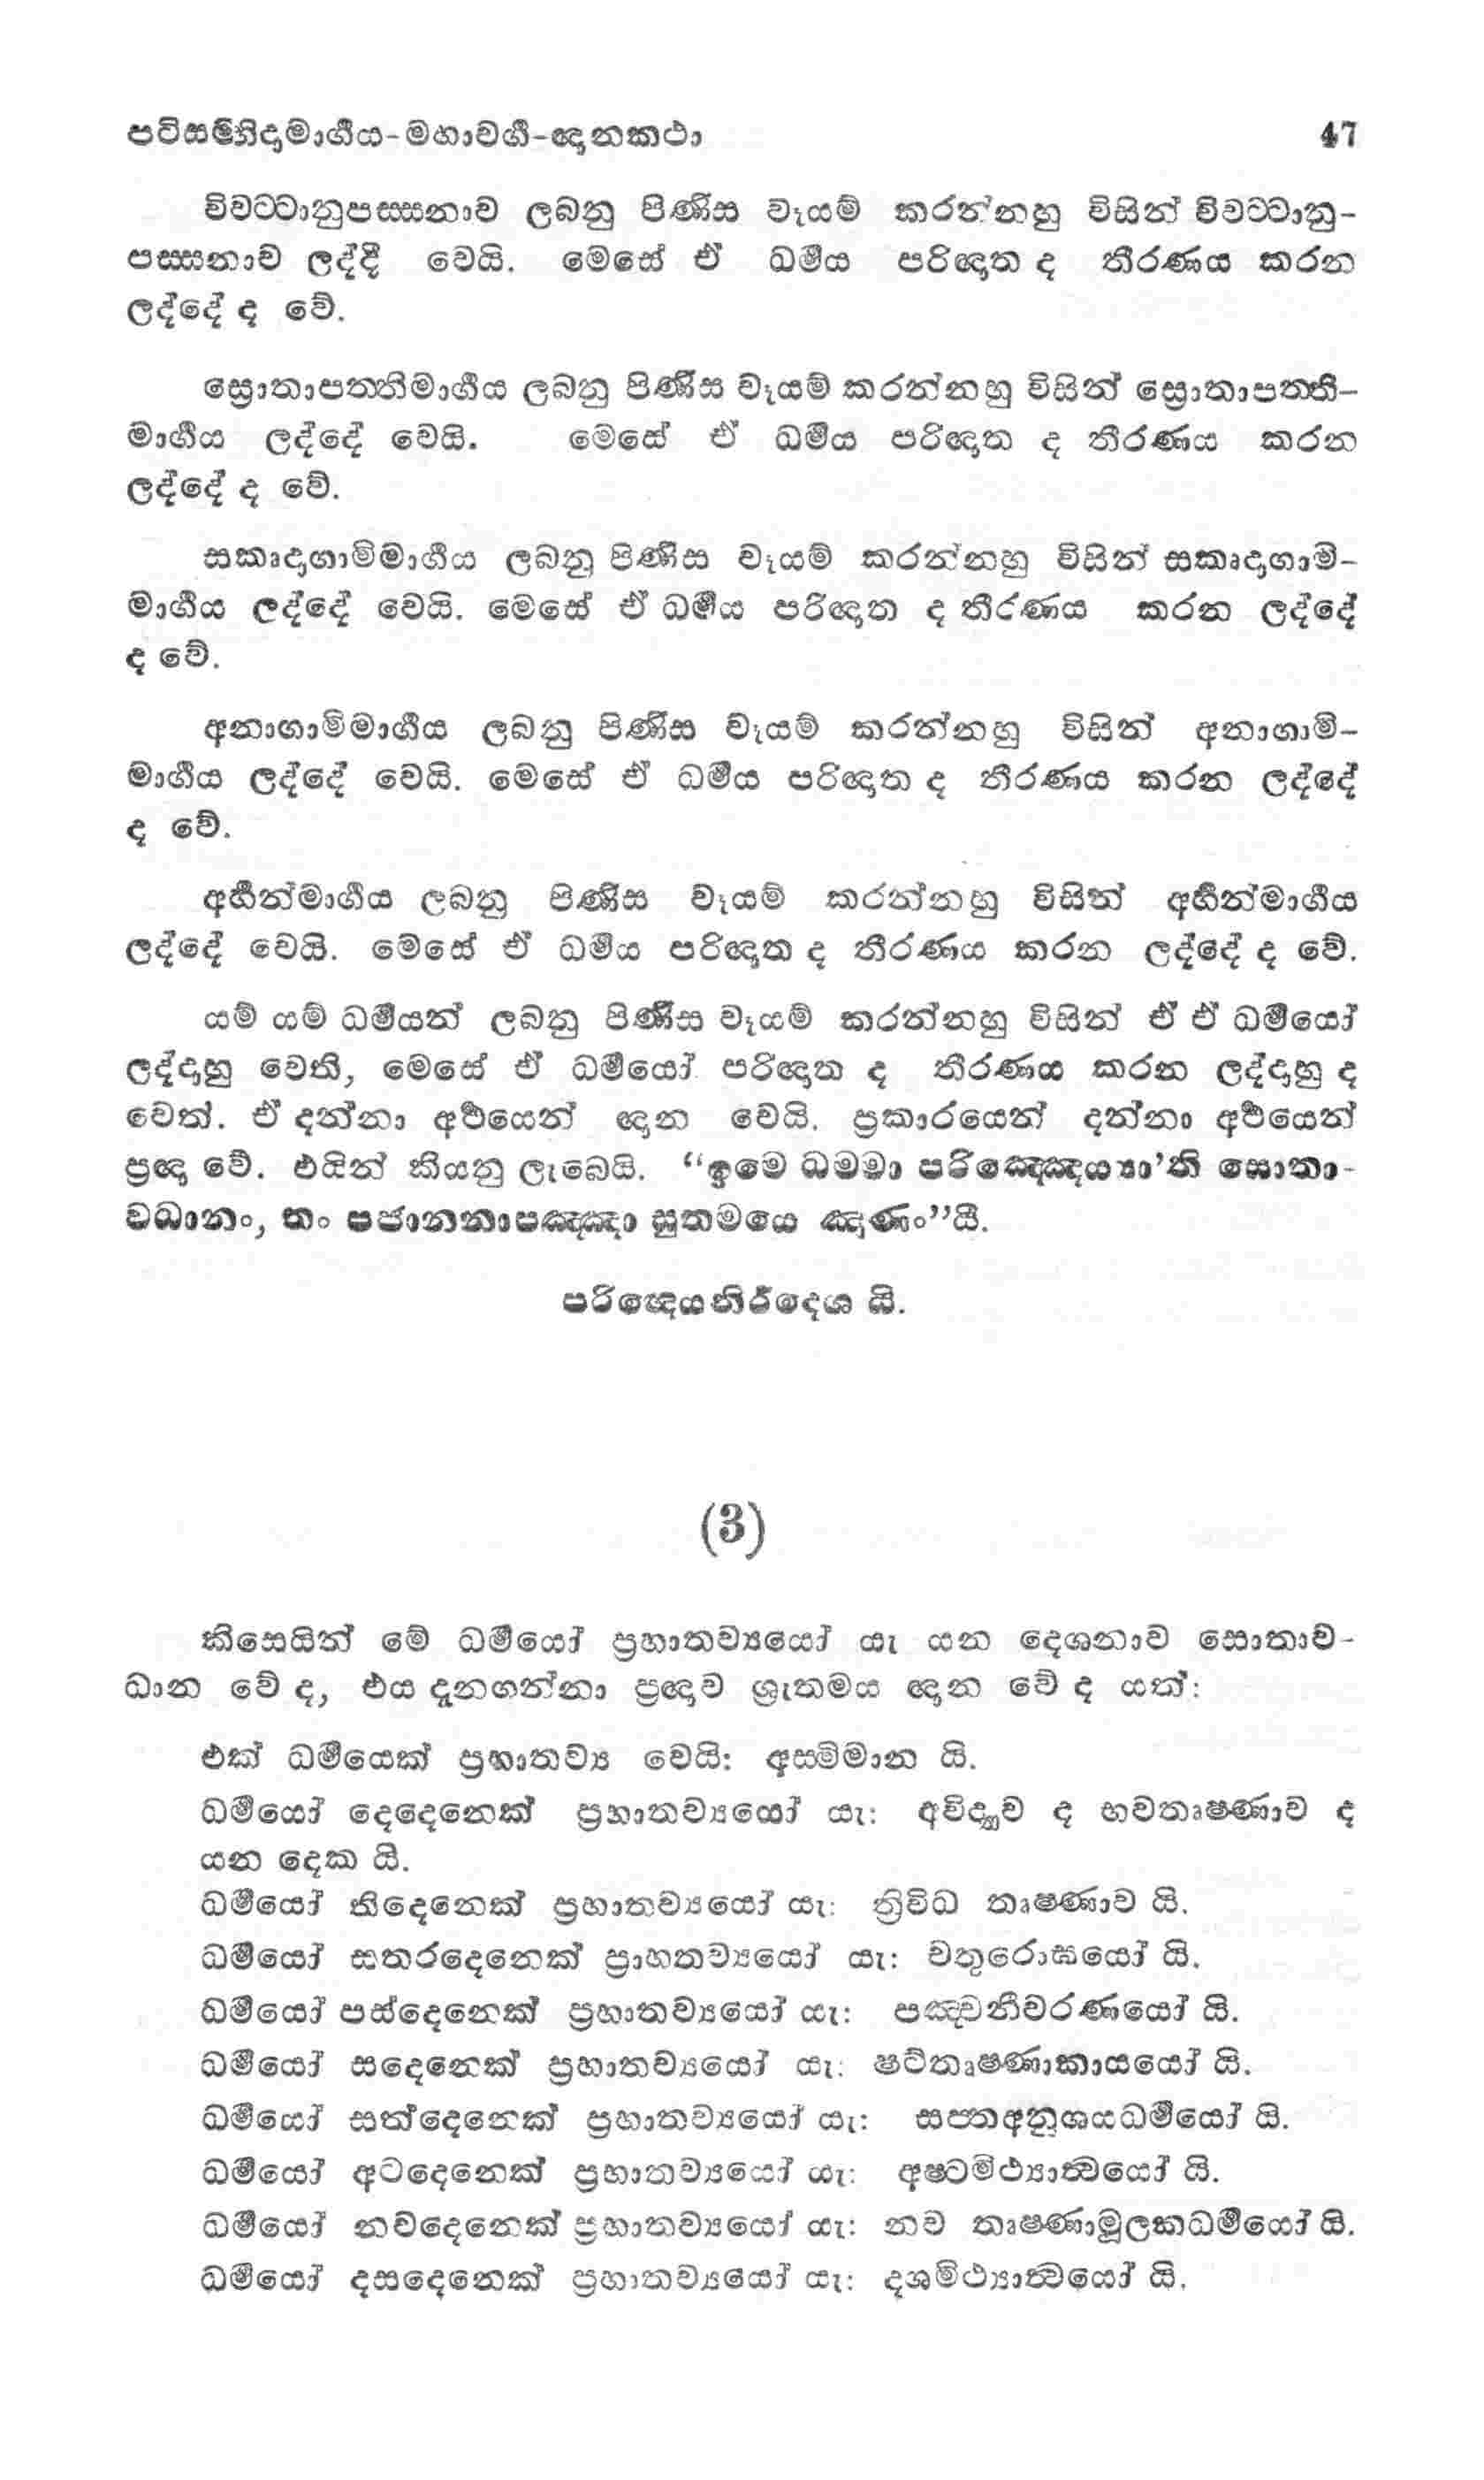 පටිසම්භිදාමාර්‍ගය-මහාවර්‍ග-ඥානකථා 47
විවට්ටානුපස්සනාව ලබනු පිණිස වෑයම් කරන්නහු විසින් විවට්ටානු-
පස්සනාව ලද්දී වෙයි. මෙසේ ඒ ධර්‍මය පරිඥාත ද තීරණය කරන
ලද්දේ ද වේ.
ස්‍රොතාපත්තිමාර්‍ගය ලබනු පිණිස වෑයම් කරන්නහු විසින් ස්‍රොතාපත්ති-
මාර්‍ගය ලද්දේ වෙයි. මෙසේ ඒ ධර්‍මය පරිඥාත ද තීරණය කරන
ලද්දේ ද වේ.
සකෘදාගාමිමාර්‍ගය ලබනු පිණිස වෑයම් කරන්නහු විසින් සකෘදාගාමි-
මාර්‍ගය ලද්දේ වෙයි. මෙසේ ඒ ධර්‍මය පරිඥාත ද තීරණය කරන ලද්දේ
ද වේ.
අනාගාමිමාර්‍ගය ලබනු පිණිස වෑයම් කරන්නහු විසින් අනාගාමි-
මාර්‍ගය ලද්දේ වෙයි. මෙසේ ඒ ධර්‍මය පරිඥාත ද තීරණය කරන ලද්දේ
ද වේ.
අර්‍හන්මාර්‍ගය ලබනු පිණිස වෑයම් කරන්නහු විසින් අර්‍හන්මාර්‍ගය
ලද්දේ වෙයි. මෙසේ ඒ ධර්‍මය පරිඥාත ද තීරණය කරන ලද්දේ ද වේ.
යම් යම් ධර්‍මයන් ලබනු පිණිස වෑයම් කරන්නහු විසින් ඒ ඒ ධර්‍මයෝ
ලද්දාහු වෙති, මෙසේ ඒ ධර්‍මයෝ පරිඥාත ද තීරණය කරන ලද්දාහු ද
වෙත්. ඒ දන්නා අර්‍ථයෙන් ඥාන වෙයි. ප්‍රකාරයෙන් දන්නා අර්‍ථයෙන්
ප්‍රඥා වේ. එයින් කියනු ලැබෙයි. “ඉමෙ ධම්මා පරිඤ්ඤෙය්‍යා’ති සොතා-
වධානං, තං පජානනාපඤ්ඤා සුතමයෙ ඤාණං”යී.
පරිඥෙයනිර්දෙශ යි.
(3)
කිසෙයින් මේ ධර්‍මයෝ ප්‍රහාතව්‍යයෝ යැ යන දෙශනාව සොතාව-
ධාන වේ ද, එය දැනගන්නා ප්‍රඥාව ශ්‍රුතමය ඥාන වේ ද යත්:
එක් ධර්‍මයෙක් ප්‍රහාතව්‍ය වෙයි: අස්මිමාන යි.
ධර්‍මයෝ දෙදෙනෙක් ප්‍රහාතව්‍යයෝ යැ: අවිද්‍යාව ද භවතෘෂ්ණාව ද
යන දෙක යි.
ධර්‍මයෝ තිදෙනෙක් ප්‍රහාතව්‍යයෝ යැ: ත්‍රිවිධ තෘෂ්ණාව යි.
ධර්‍මයෝ සතරදෙනෙක් ප්‍රාහතව්‍යයෝ යැ: චතුරොඝයෝ යි.
ධර්‍මයෝ පස්දෙනෙක් ප්‍රහාතව්‍යයෝ යැ: පඤ්චනීවරණයෝ යි.
ධර්‍මයෝ සදෙනෙක් ප්‍රහාතව්‍යයෝ යැ: ෂට්තෘෂ්ණාකායයෝ යි.
ධර්‍මයෝ සත්දෙනෙක් ප්‍රහාතව්‍යයෝ යැ: සප්තඅනුශයධර්‍මයෝ යි.
ධර්‍මයෝ අටදෙනෙක් ප්‍රහාතව්‍යයෝ යැ: අෂ්ටමිථ්‍යාත්‍වයෝ යි.
ධර්‍මයෝ නවදෙනෙක් ප්‍රහාතව්‍යයෝ යැ: නව තෘෂ්ණාමූලකධර්‍මයෝ යි.
ධර්‍මයෝ දසදෙනෙක් ප්‍රහාතව්‍යයෝ යැ: දශමිථ්‍යාත්‍වයෝ යි.